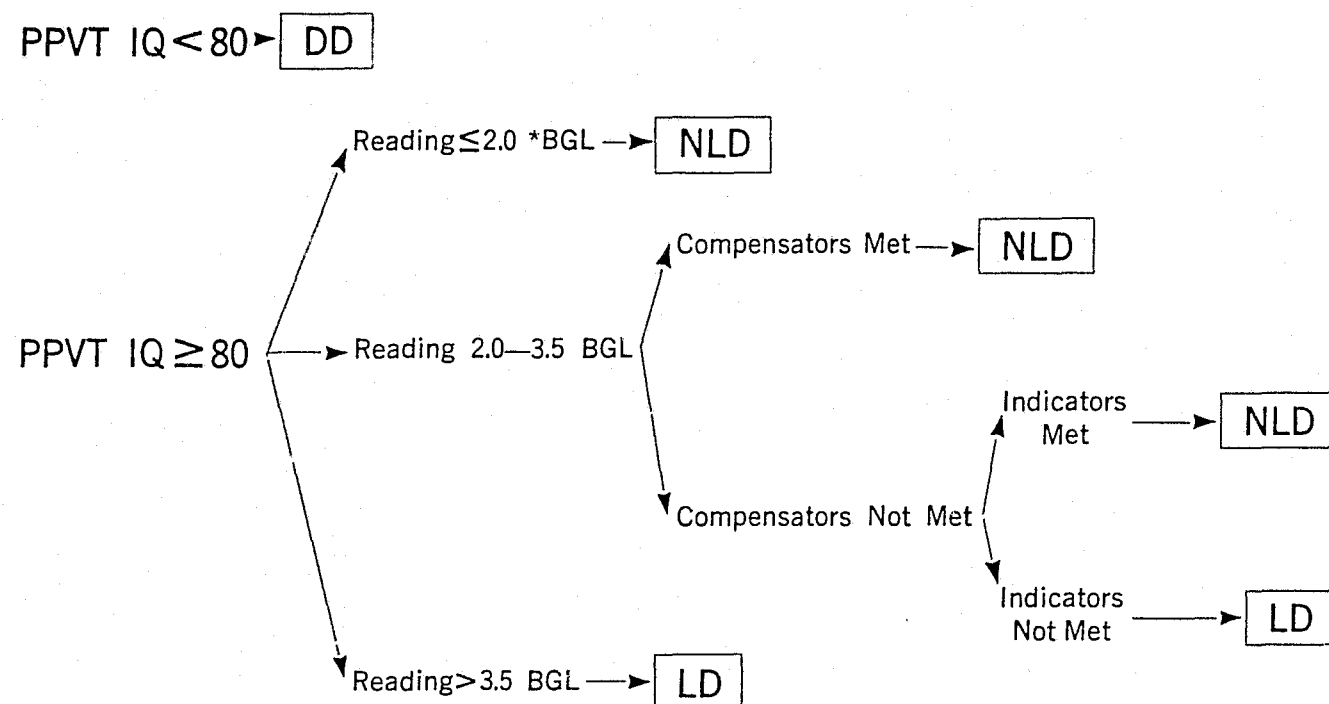 PPVT IQ<80 DD
Reading≤2.0 *BGL NLD
Compensators Met NLD
PPVT IQ≥80 Reading 2.0—3.5 BGL
Indicators
Met NLD
Compensators Not Met
Indicators
Not Met LD
Reading>3.5 BGL LD